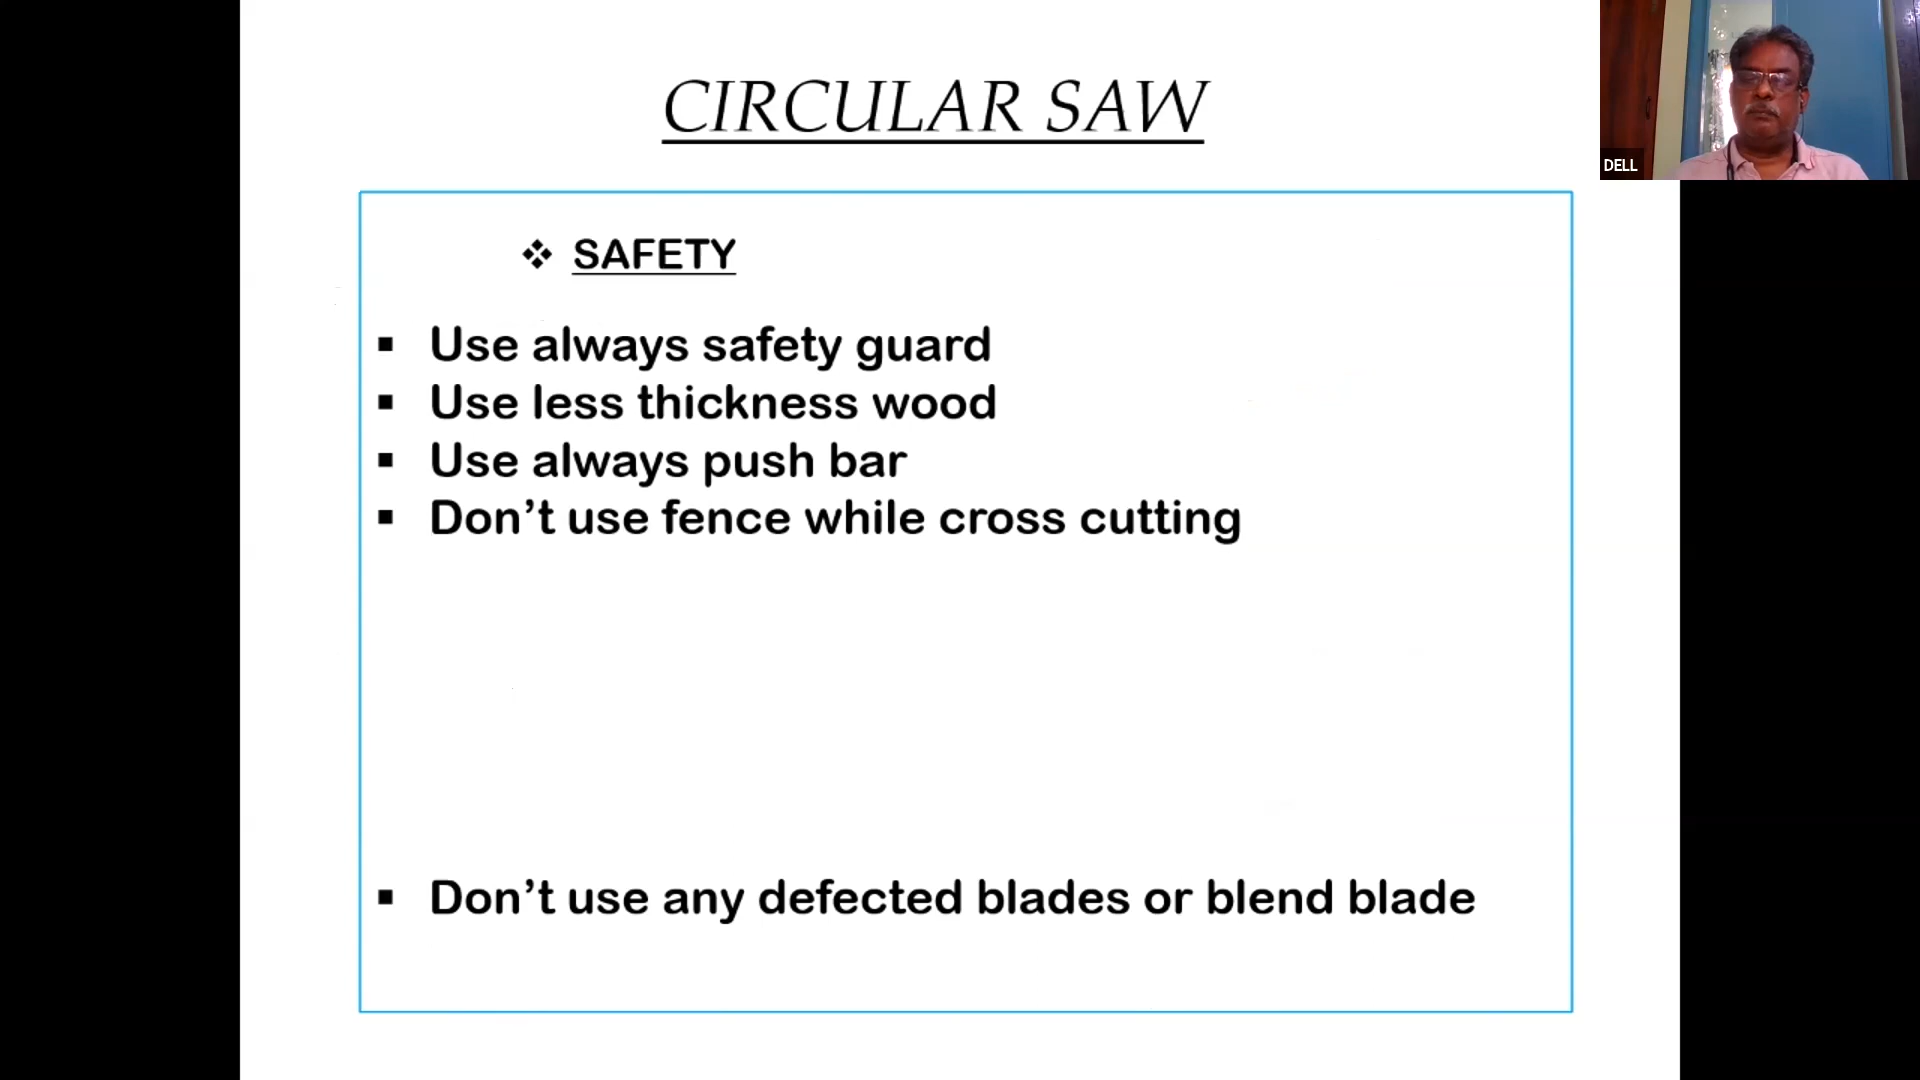 CIRCULAR SAW
DELL
❖ SAFETY
▪ Use always safety guard
▪ Use less thickness wood
▪ Use always push bar
▪ Don’t use fence while cross cutting
▪ Don’t use any defected blades or blend blade